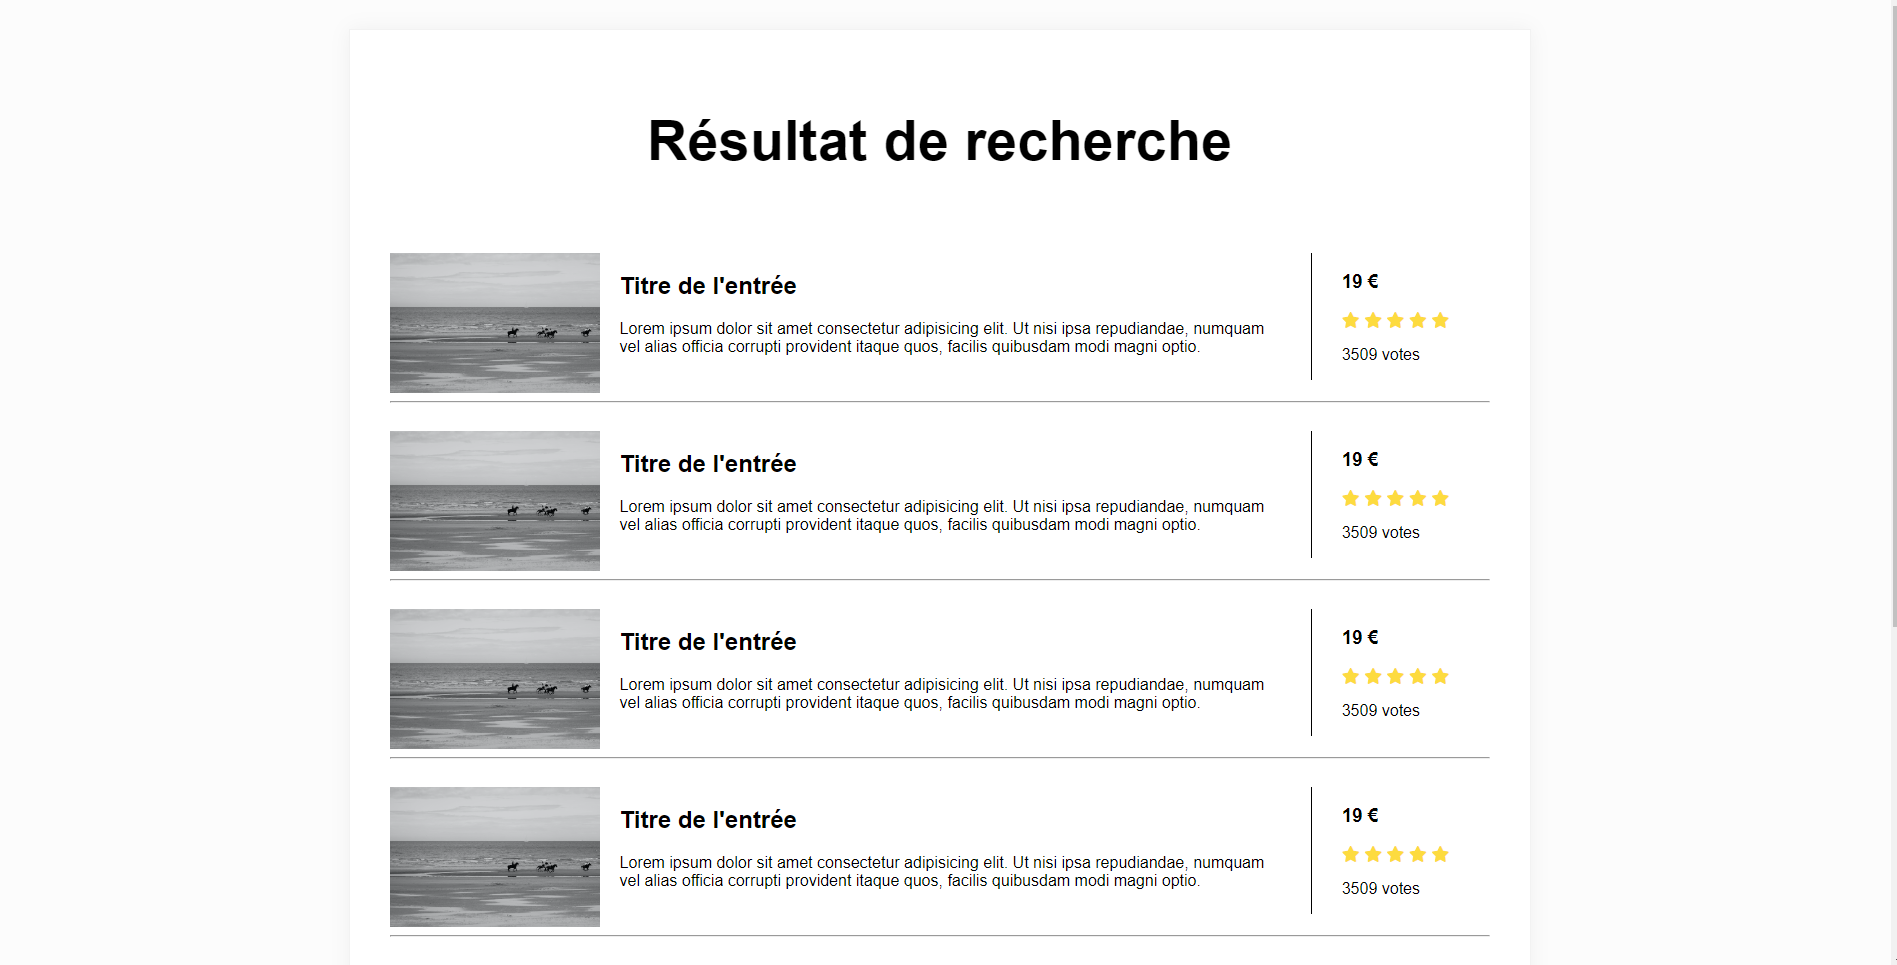 Résultat de recherche
Titre de l'entrée
Lorem ipsum dolor sit amet consectetur adipisicing elit. Ut nisi ipsa repudiandae, numquam
vel alias officia corrupti provident itaque quos, facilis quibusdam modi magni optio.
19 €
3509 votes
Titre de l'entrée
Lorem ipsum dolor sit amet consectetur adipisicing elit. Ut nisi ipsa repudiandae, numquam
vel alias officia corrupti provident itaque quos, facilis quibusdam modi magni optio.
19 €
3509 votes
Titre de l'entrée
Lorem ipsum dolor sit amet consectetur adipisicing elit. Ut nisi ipsa repudiandae, numquam
vel alias officia corrupti provident itaque quos, facilis quibusdam modi magni optio.
19 €
3509 votes
Titre de l'entrée
Lorem ipsum dolor sit amet consectetur adipisicing elit. Ut nisi ipsa repudiandae, numquam
vel alias officia corrupti provident itaque quos, facilis quibusdam modi magni optio.
19 €
3509 votes